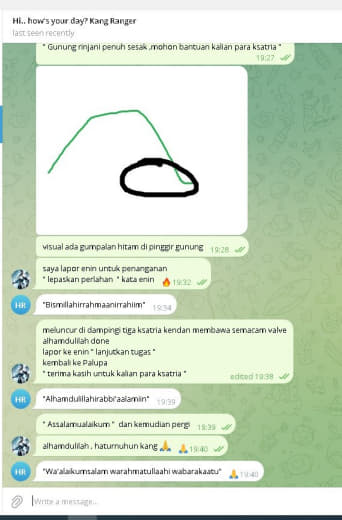 Hi.. how's your day? Kang Ranger
last seen recently
" Gunung rinjani penuh sesak ,mohon bantuan kalian para ksatria "
19:27
visual ada gumpalan hitam di pinggir gunung
19:28
saya lapor enin untuk penanganan
" lepaskan perlahan " kata enin 🔥
19:32
HR
"Bismillahirrahmaanirrahiim"
19:34
meluncur di dampingi tiga ksatria kendan membawa semacam valve
alhamdulilah done
lapor ke enin " lanjutkan tugas "
kembali ke Palupa
" terima kasih untuk kalian para ksatria "
edited 19:38
HR
"Alhamdulillahirabbi'aalamiin"
19:39
" Assalamualaikum " dan kemudian pergi
19:39
alhamdulilah , haturnuhun kang 🙏
🙏 19:40
HR
"Wa'alaikumsalam warahmatullaahi wabarakaatu" 🙏
19:40
Write a message...